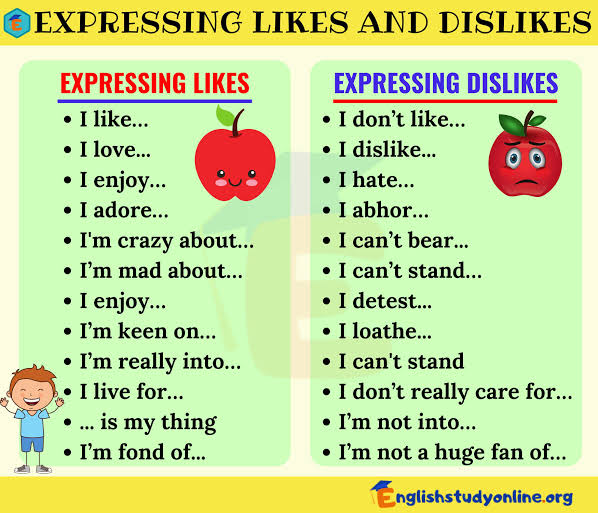 EXPRESSING LIKES AND DISLIKES
EXPRESSING LIKES
• I like...
• I love...
• I enjoy...
• I adore...
• I'm crazy about...
• I’m mad about...
• I enjoy...
• I’m keen on...
• I’m really into...
• I live for...
• ... is my thing
• I’m fond of...
EXPRESSING DISLIKES
• I don’t like...
• I dislike...
• I hate...
• I abhor...
• I can’t bear...
• I can’t stand...
• I detest...
• I loathe...
• I can't stand
• I don’t really care for...
• I’m not into...
• I’m not a huge fan of...
Englishstudyonline.org